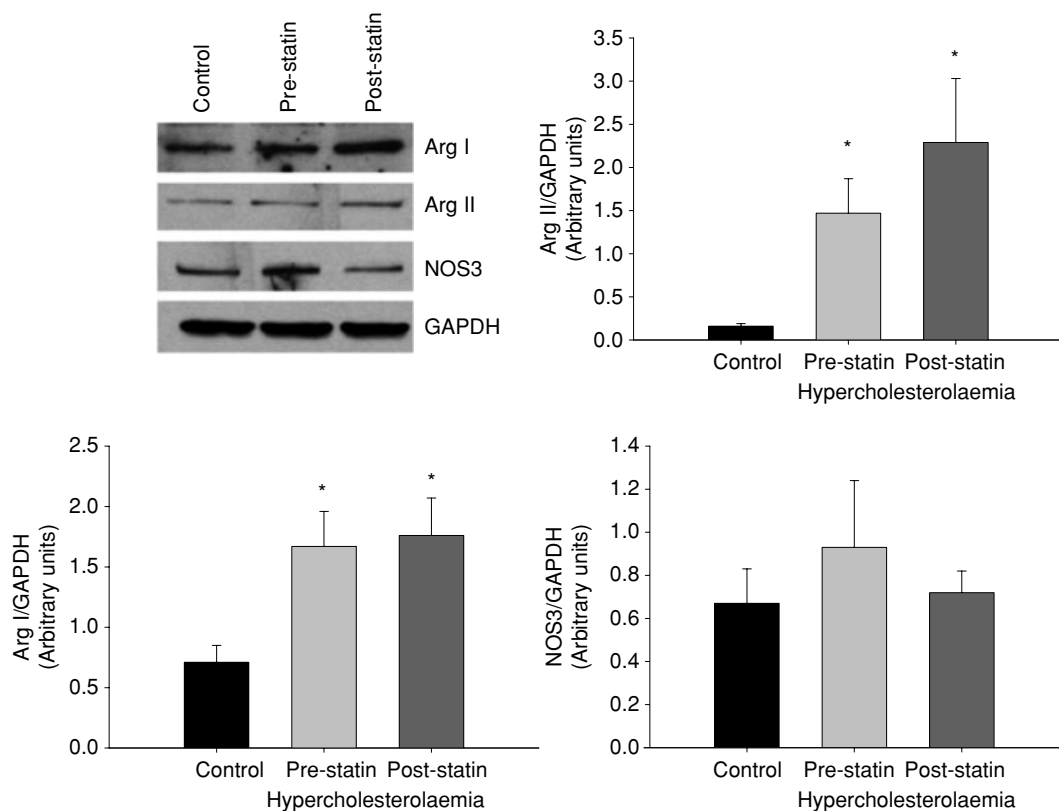 Control
Pre-statin
Post-statin
Arg I
Arg II
NOS3
GAPDH
Arg II/GAPDH
(Arbitrary units)
3.5
3.0
2.5
2.0
1.5
1.0
0.5
0.0
*
*
Control Pre-statin Post-statin
Hypercholesterolaemia
Arg I/GAPDH
(Arbitrary units)
2.5
2.0
1.5
1.0
0.5
0.0
*
*
Control Pre-statin Post-statin
Hypercholesterolaemia
NOS3/GAPDH
(Arbitrary units)
1.4
1.2
1.0
0.8
0.6
0.4
0.2
0.0
Control Pre-statin Post-statin
Hypercholesterolaemia